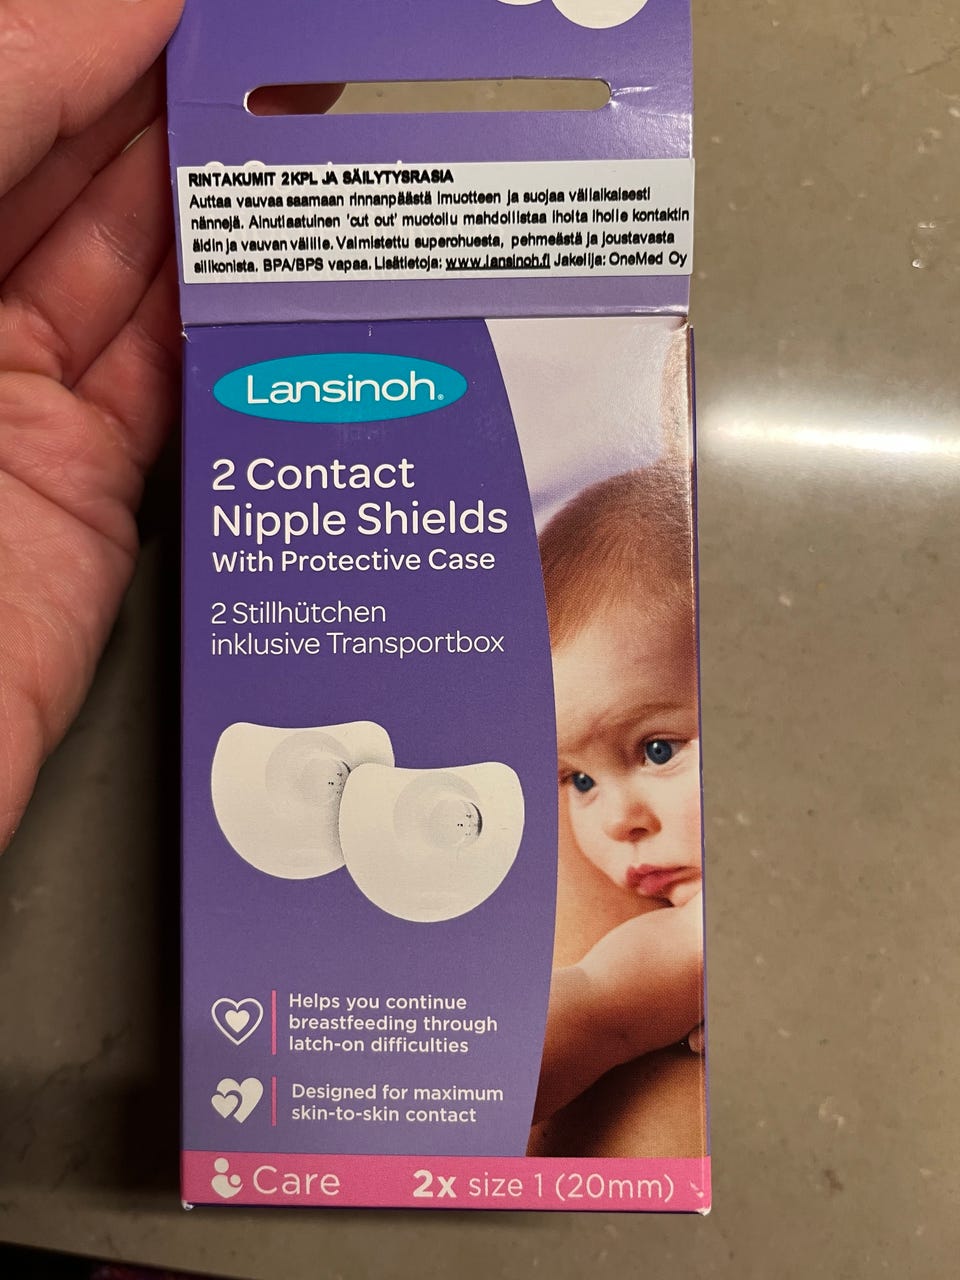 RINTAKUMIT 2KPL JA SÄILYTYSRASIA
Auttaa vauvaa saamaan rinnanpäästä imuotteen ja suojaa väliaikaisesti
nännejä. Ainutlaatuinen 'cut out' muotoilu mahdollistaa iholta iholle kontaktin
äidin ja vauvan välille. Valmistettu superohuesta, pehmeästä ja joustavasta
silikonista. BPA/BPS vapaa. Lisätietoja: www.lansinoh.fi Jakelija: OneMed Oy
Lansinoh®
2 Contact
Nipple Shields
With Protective Case
2 Stillhütchen
inklusive Transportbox
Helps you continue
breastfeeding through
latch-on difficulties
Designed for maximum
skin-to-skin contact
Care 2x size 1 (20mm)